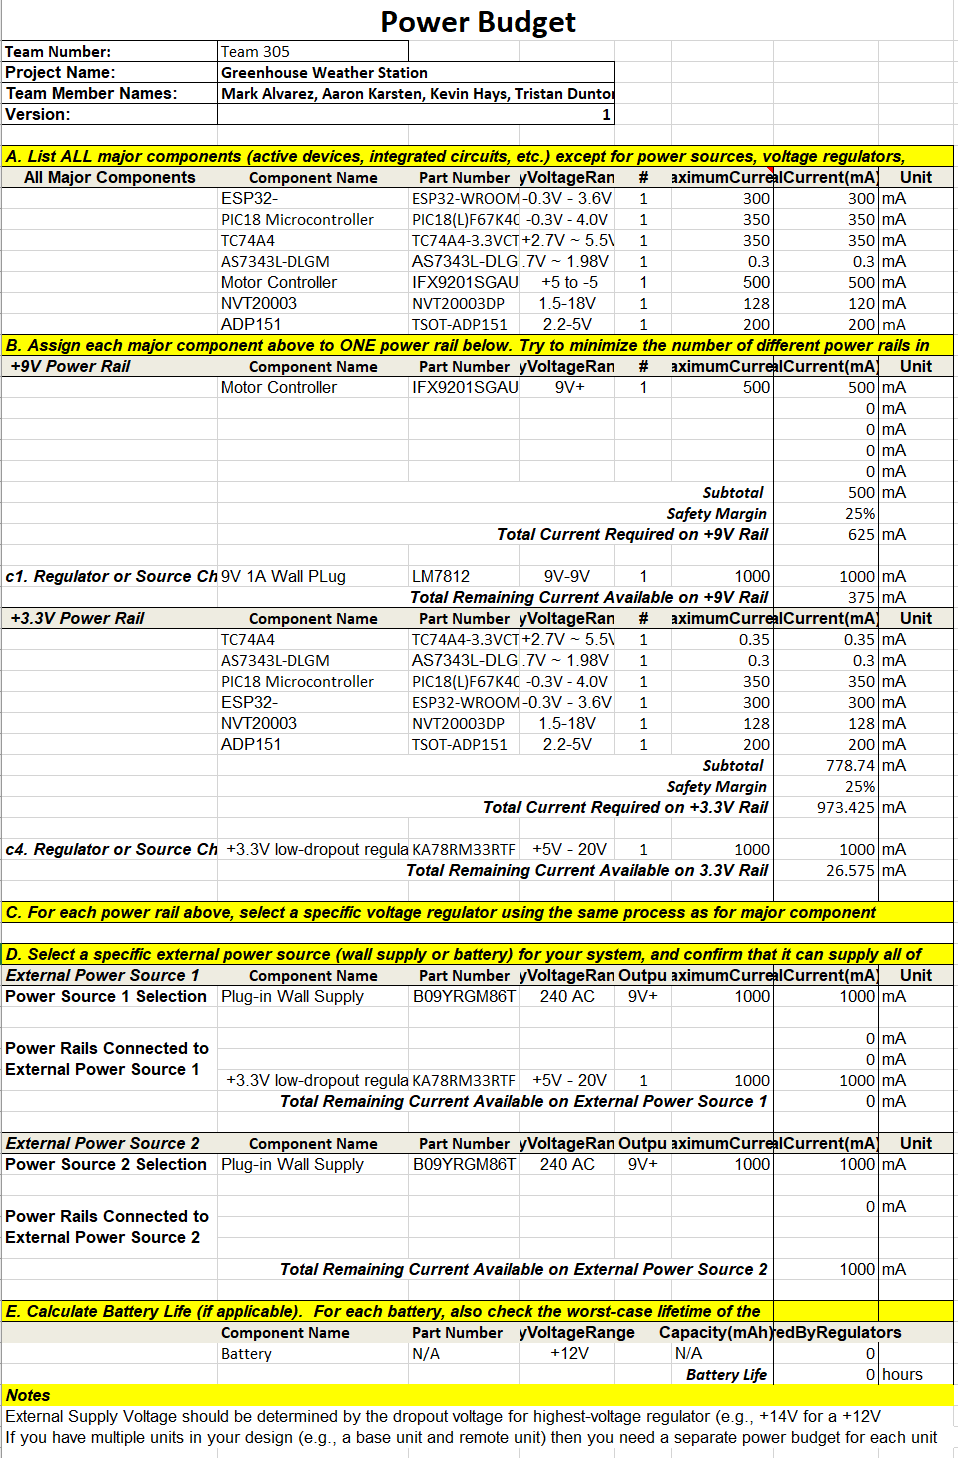 Power Budget
Team Number: Team 305
Project Name: Greenhouse Weather Station
Team Member Names: Mark Alvarez, Aaron Karsten, Kevin Hays, Tristan Dunton
Version: 1
A. List ALL major components (active devices, integrated circuits, etc.) except for power sources, voltage regulators,
All Major Components Component Name Part Number yVoltageRan # aximumCurre alCurrent(mA) Unit
ESP32- ESP32-WROOM -0.3V - 3.6V 1 300 300 mA
PIC18 Microcontroller PIC18(L)F67K40 -0.3V - 4.0V 1 350 350 mA
TC74A4 TC74A4-3.3VCT +2.7V ~ 5.5V 1 350 350 mA
AS7343L-DLGM AS7343L-DLG .7V ~ 1.98V 1 0.3 0.3 mA
Motor Controller IFX9201SGAU +5 to -5 1 500 500 mA
NVT20003 NVT20003DP 1.5-18V 1 128 120 mA
ADP151 TSOT-ADP151 2.2-5V 1 200 200 mA
B. Assign each major component above to ONE power rail below. Try to minimize the number of different power rails in
+9V Power Rail Component Name Part Number yVoltageRan # aximumCurre alCurrent(mA) Unit
Motor Controller IFX9201SGAU 9V+ 1 500 500 mA
0 mA
0 mA
0 mA
0 mA
Subtotal 500 mA
Safety Margin 25%
Total Current Required on +9V Rail 625 mA
c1. Regulator or Source Ch 9V 1A Wall PLug LM7812 9V-9V 1 1000 1000 mA
Total Remaining Current Available on +9V Rail 375 mA
+3.3V Power Rail Component Name Part Number yVoltageRan # aximumCurre alCurrent(mA) Unit
TC74A4 TC74A4-3.3VCT +2.7V ~ 5.5V 1 0.35 0.35 mA
AS7343L-DLGM AS7343L-DLG .7V ~ 1.98V 1 0.3 0.3 mA
PIC18 Microcontroller PIC18(L)F67K40 -0.3V - 4.0V 1 350 350 mA
ESP32- ESP32-WROOM -0.3V - 3.6V 1 300 300 mA
NVT20003 NVT20003DP 1.5-18V 1 128 128 mA
ADP151 TSOT-ADP151 2.2-5V 1 200 200 mA
Subtotal 778.74 mA
Safety Margin 25%
Total Current Required on +3.3V Rail 973.425 mA
c4. Regulator or Source Ch +3.3V low-dropout regula KA78RM33RTF +5V - 20V 1 1000 1000 mA
Total Remaining Current Available on 3.3V Rail 26.575 mA
C. For each power rail above, select a specific voltage regulator using the same process as for major component
D. Select a specific external power source (wall supply or battery) for your system, and confirm that it can supply all of
External Power Source 1 Component Name Part Number yVoltageRan Outpu aximumCurre alCurrent(mA) Unit
Power Source 1 Selection Plug-in Wall Supply B09YRGM86T 240 AC 9V+ 1000 1000 mA
Power Rails Connected to External Power Source 1
0 mA
0 mA
+3.3V low-dropout regula KA78RM33RTF +5V - 20V 1 1000 1000 mA
Total Remaining Current Available on External Power Source 1 0 mA
External Power Source 2 Component Name Part Number yVoltageRan Outpu aximumCurre alCurrent(mA) Unit
Power Source 2 Selection Plug-in Wall Supply B09YRGM86T 240 AC 9V+ 1000 1000 mA
Power Rails Connected to External Power Source 2
0 mA
Total Remaining Current Available on External Power Source 2 1000 mA
E. Calculate Battery Life (if applicable). For each battery, also check the worst-case lifetime of the
Component Name Part Number yVoltageRange Capacity(mAh) redByRegulators
Battery N/A +12V N/A 0
Battery Life 0 hours
Notes
External Supply Voltage should be determined by the dropout voltage for highest-voltage regulator (e.g., +14V for a +12V
If you have multiple units in your design (e.g., a base unit and remote unit) then you need a separate power budget for each unit